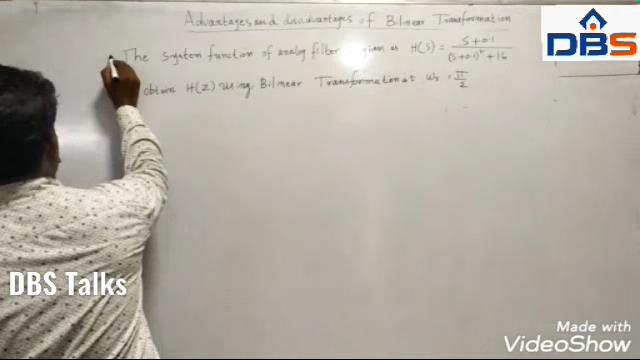 Advantages and disadvantages of Bilinear Transformation
The system function of analog filter given as H(s) = s+0.1 / (s+0.1)² + 16
obtain H(z) using Bilinear Transformation at ωr = π/2
DBS
DBS Talks
Made with
VideoShow